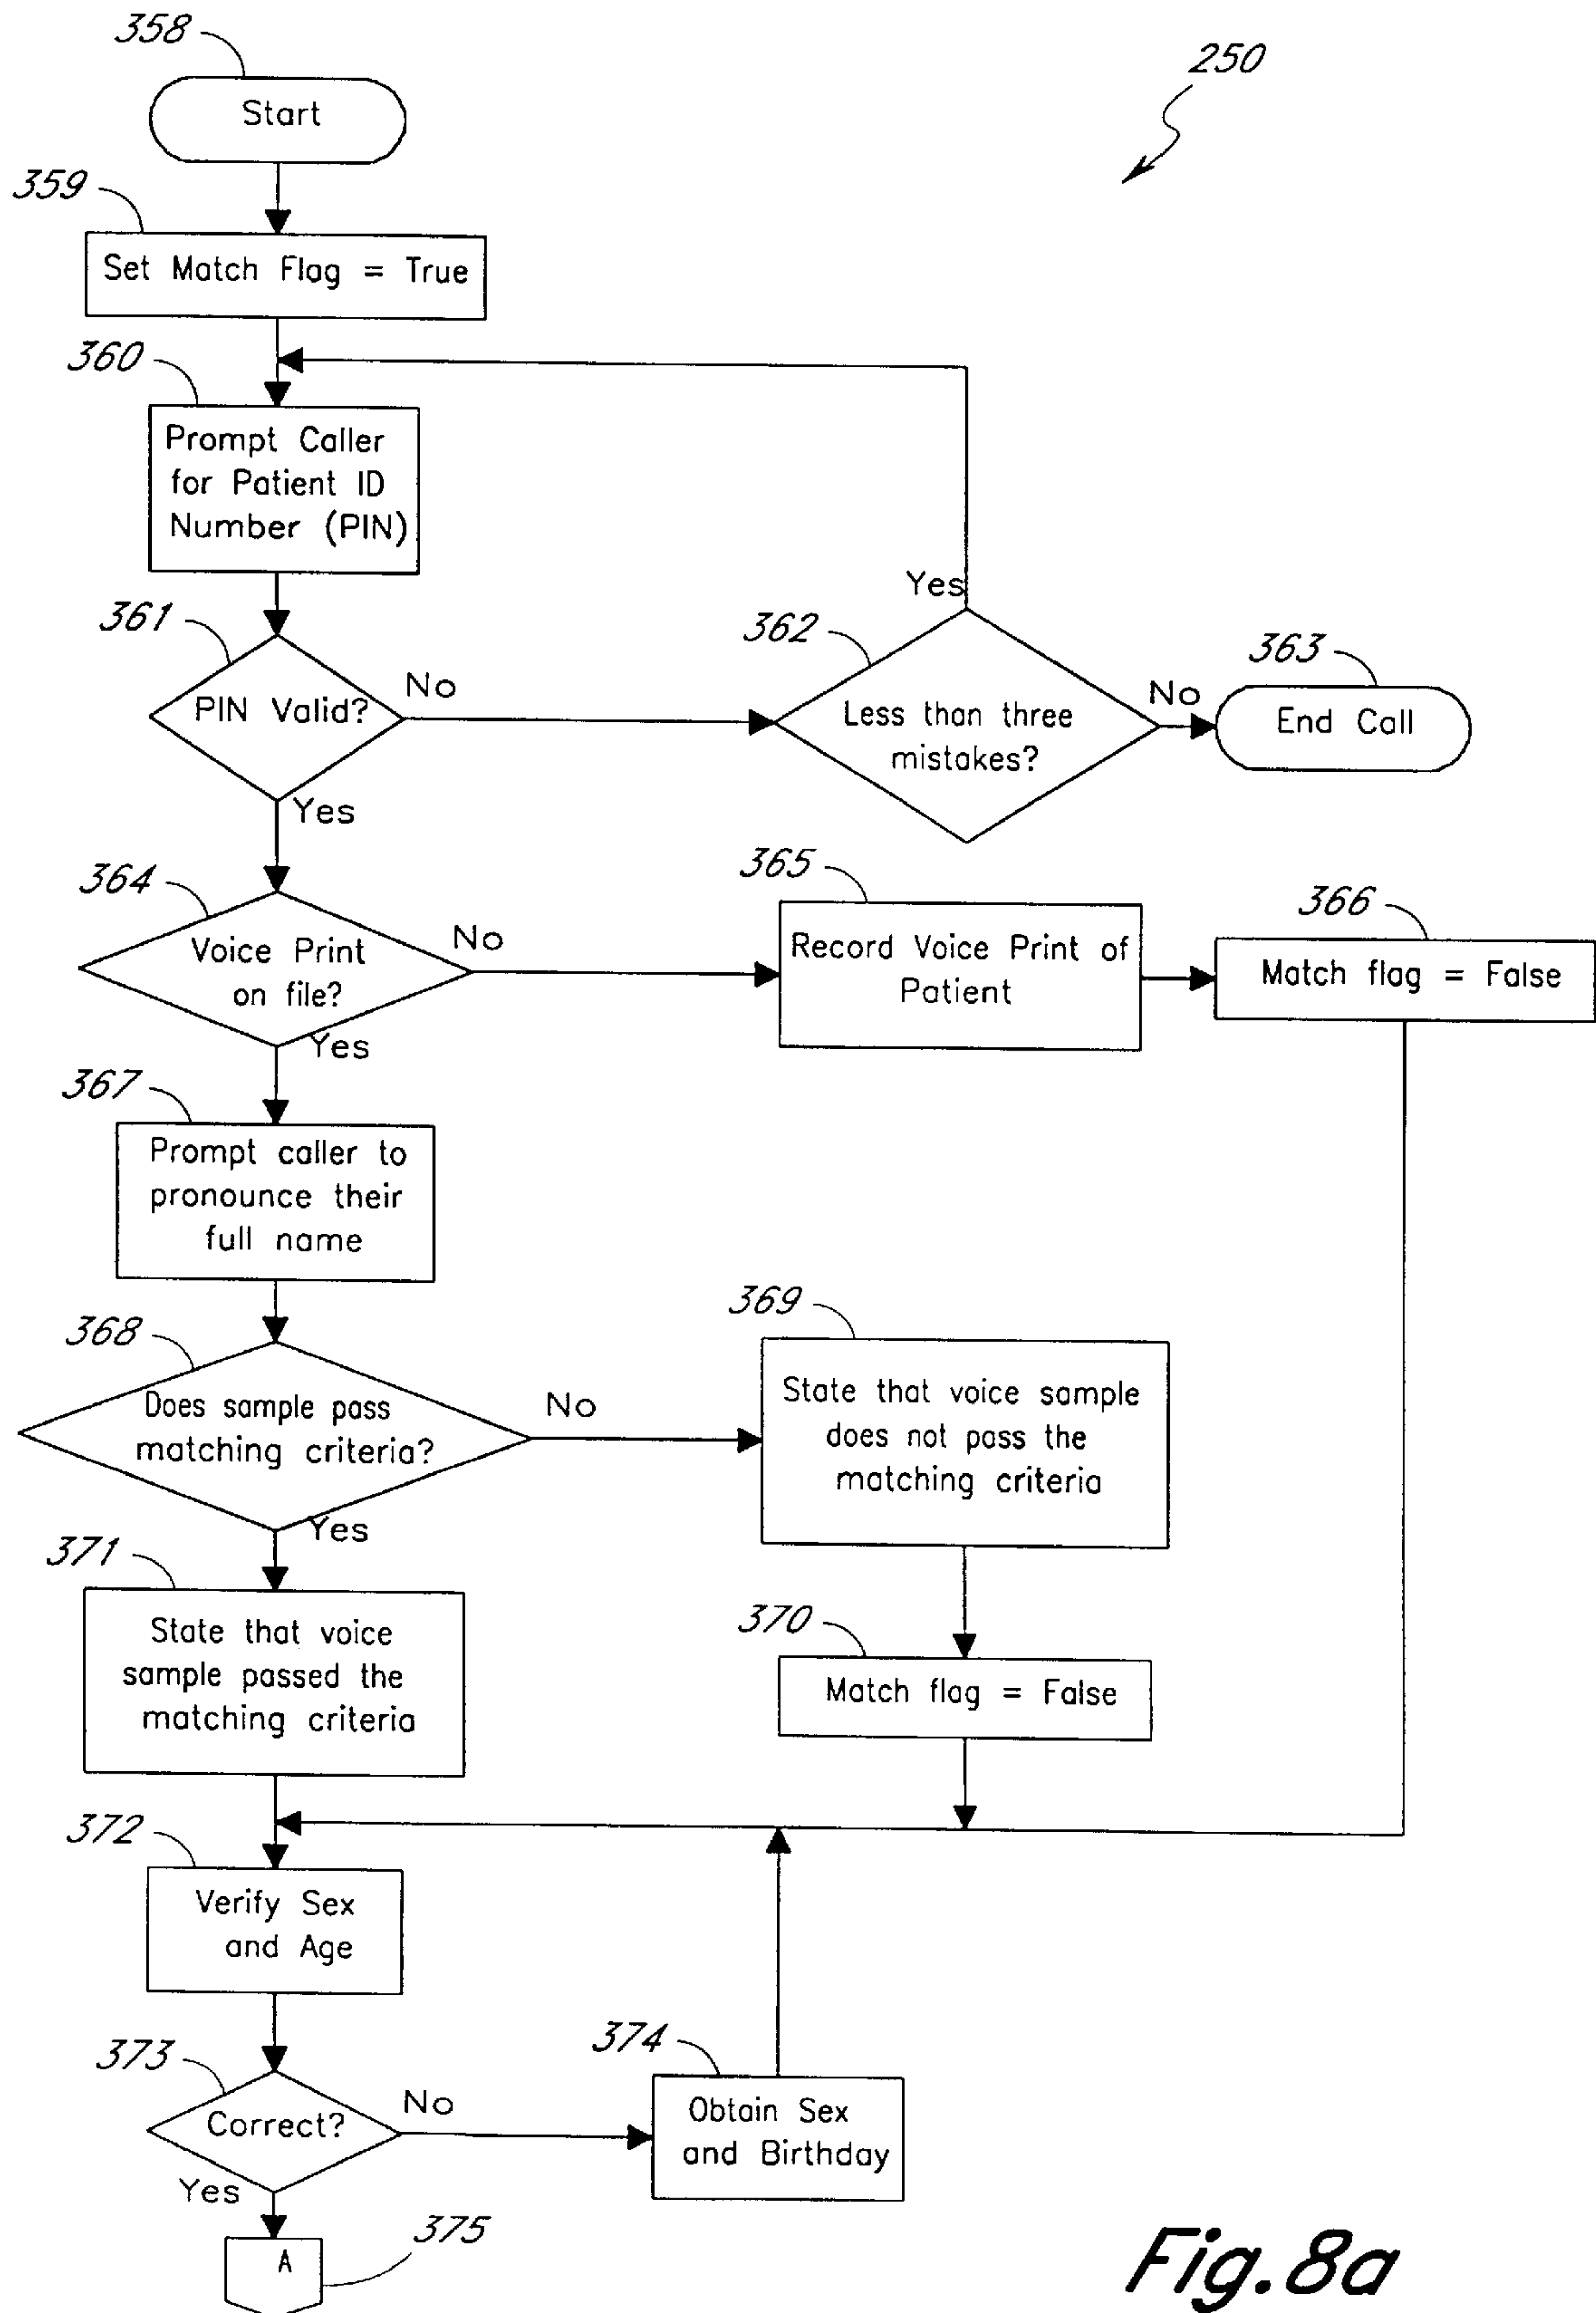 358
250
Start
359
Set Match Flag = True
360
Prompt Caller
for Patient ID
Number (PIN)
Yes
361
362
363
PIN Valid?
No
Less than three
mistakes?
No
End Call
Yes
364
365
366
Voice Print
on file?
No
Record Voice Print of
Patient
Match flag = False
Yes
367
Prompt caller to
pronounce their
full name
368
369
Does sample pass
matching criteria?
No
State that voice sample
does not pass the
matching criteria
Yes
371
370
State that voice
sample passed the
matching criteria
Match flag = False
372
Verify Sex
and Age
373
374
Correct?
No
Obtain Sex
and Birthday
Yes
375
A
Fig.8a